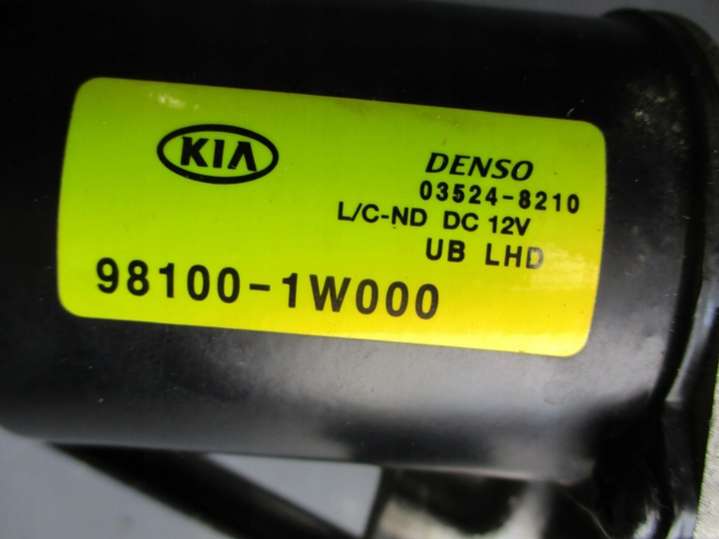 KIA
DENSO
03524-8210
L/C-ND DC 12V
UB LHD
98100-1W000